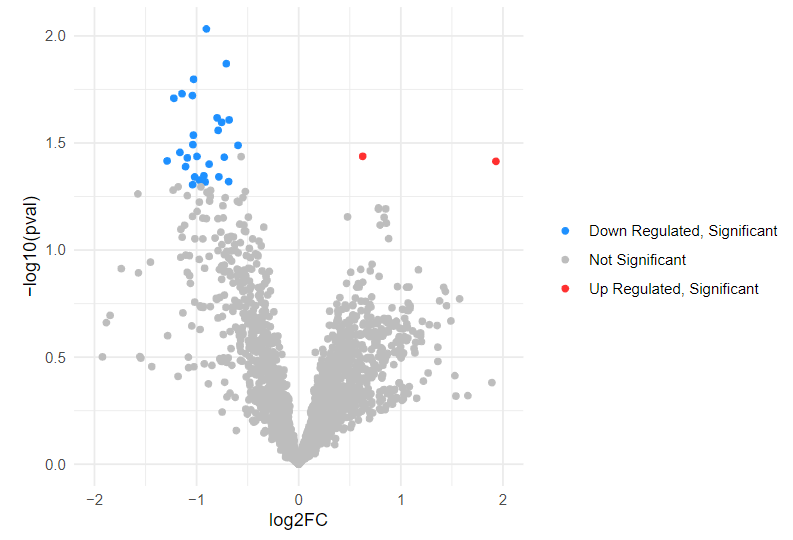 2.0
1.5
1.0
0.5
0.0
−log10(pval)
−2
−1
0
1
2
log2FC
Down Regulated, Significant
Not Significant
Up Regulated, Significant